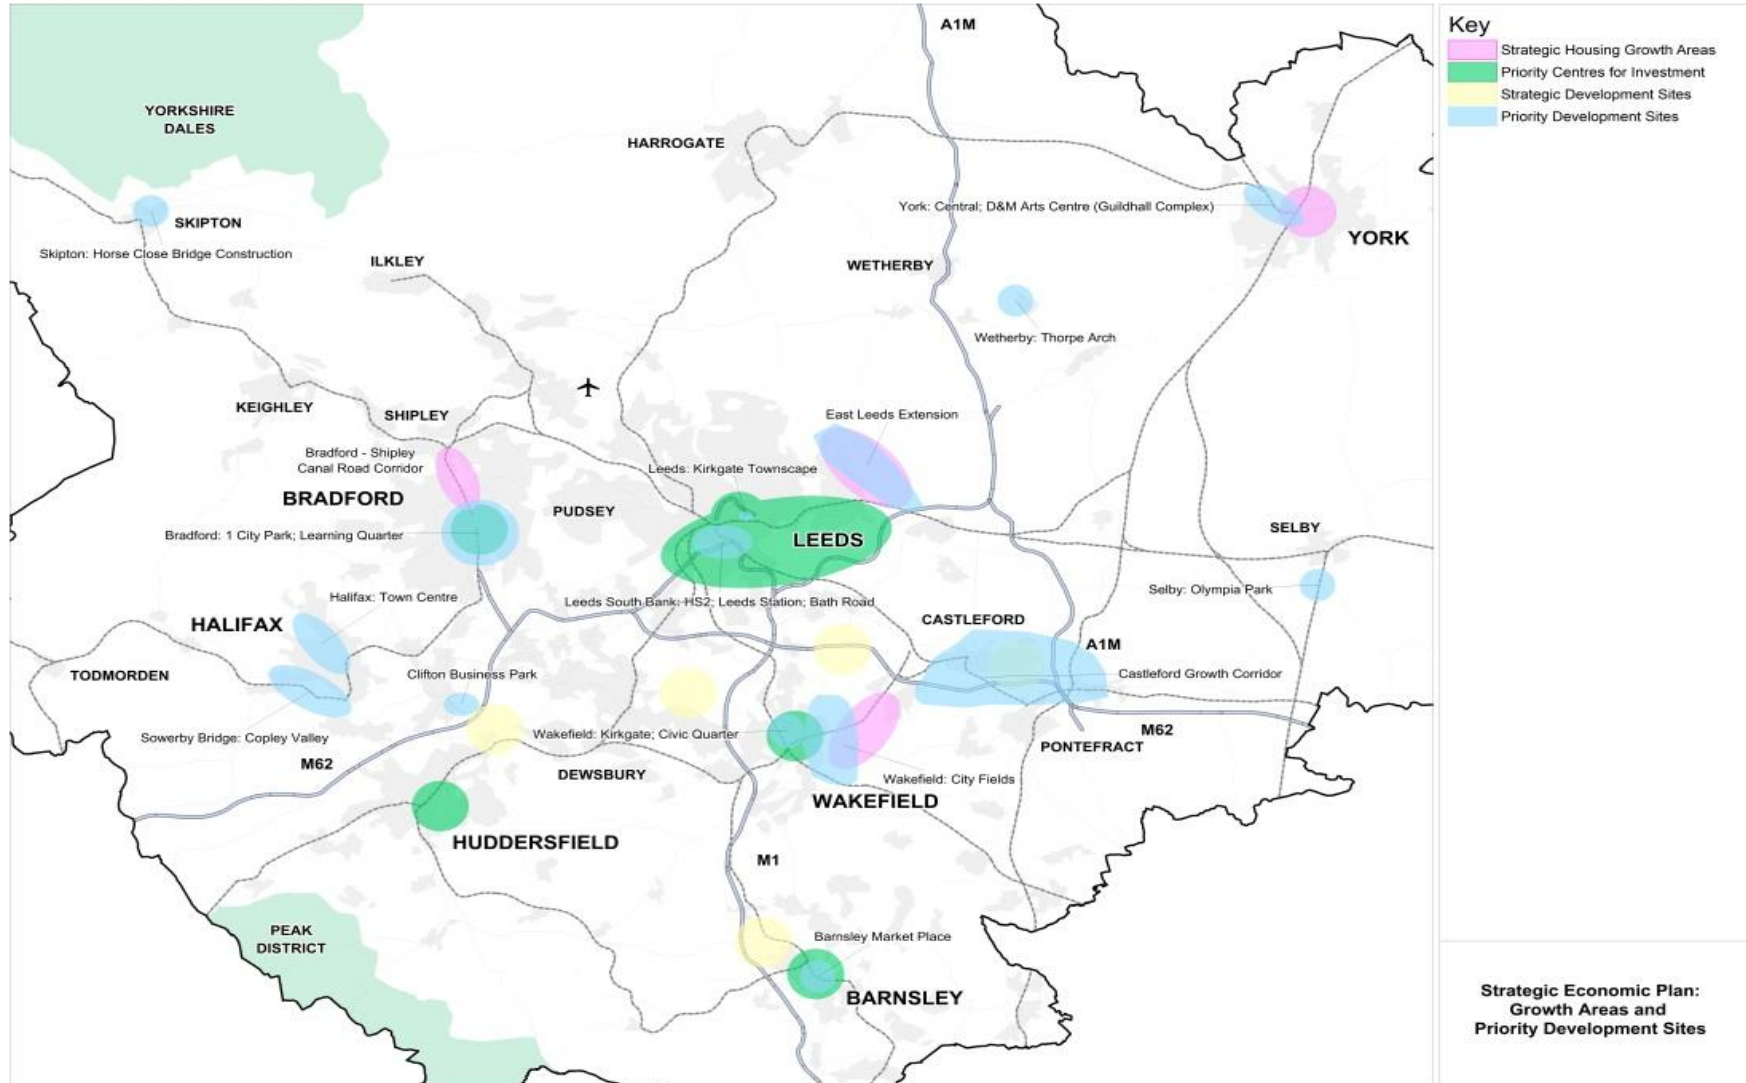 A1M
Key
Strategic Housing Growth Areas
Priority Centres for Investment
Strategic Development Sites
Priority Development Sites
YORKSHIRE
DALES
HARROGATE
York: Central; D&M Arts Centre (Guildhall Complex)
YORK
SKIPTON
Skipton: Horse Close Bridge Construction
ILKLEY
WETHERBY
Wetherby: Thorpe Arch
KEIGHLEY
SHIPLEY
East Leeds Extension
Bradford - Shipley
Canal Road Corridor
Leeds: Kirkgate Townscape
BRADFORD
PUDSEY
LEEDS
SELBY
Bradford: 1 City Park; Learning Quarter
Selby: Olympia Park
Halifax: Town Centre
Leeds South Bank: HS2; Leeds Station; Bath Road
HALIFAX
CASTLEFORD
A1M
TODMORDEN
Clifton Business Park
Castleford Growth Corridor
Sowerby Bridge: Copley Valley
Wakefield: Kirkgate; Civic Quarter
M62
M62
PONTEFRACT
DEWSBURY
Wakefield: City Fields
WAKEFIELD
HUDDERSFIELD
M1
PEAK
DISTRICT
Barnsley Market Place
BARNSLEY
Strategic Economic Plan:
Growth Areas and
Priority Development Sites